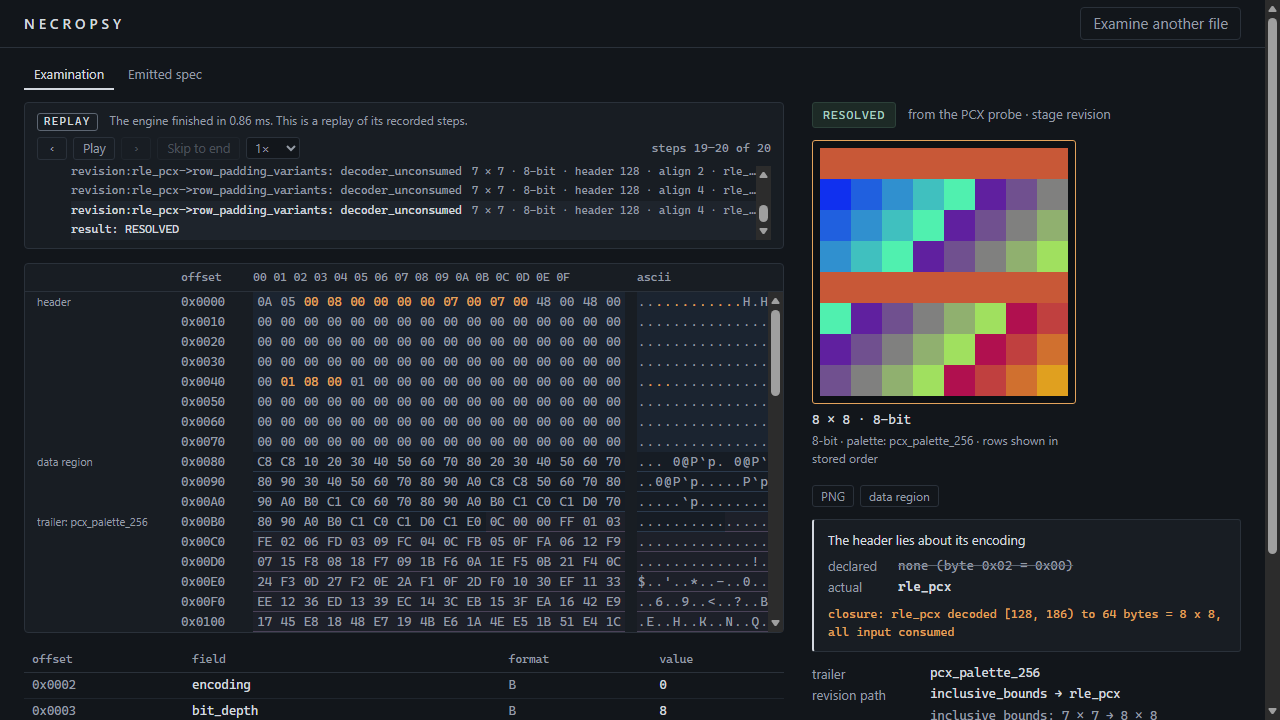 NECROPSY
Examine another file
Examination
Emitted spec
REPLAY The engine finished in 0.86 ms. This is a replay of its recorded steps.
‹ Play › Skip to end 1× steps 19–20 of 20
revision:rle_pcx->row_padding_variants: decoder_unconsumed 7 × 7 · 8-bit · header 128 · align 2 · rle_…
revision:rle_pcx->row_padding_variants: decoder_unconsumed 7 × 7 · 8-bit · header 128 · align 4 · rle_…
revision:rle_pcx->row_padding_variants: decoder_unconsumed 7 × 7 · 8-bit · header 128 · align 4 · rle_…
result: RESOLVED
offset 00 01 02 03 04 05 06 07 08 09 0A 0B 0C 0D 0E 0F ascii
header 0x0000 0A 05 00 08 00 00 00 00 07 00 07 00 48 00 48 00 ............H.H
0x0010 00 00 00 00 00 00 00 00 00 00 00 00 00 00 00 00 ...............
0x0020 00 00 00 00 00 00 00 00 00 00 00 00 00 00 00 00 ...............
0x0030 00 00 00 00 00 00 00 00 00 00 00 00 00 00 00 00 ...............
0x0040 00 01 08 00 01 00 00 00 00 00 00 00 00 00 00 00 ...............
0x0050 00 00 00 00 00 00 00 00 00 00 00 00 00 00 00 00 ...............
0x0060 00 00 00 00 00 00 00 00 00 00 00 00 00 00 00 00 ...............
0x0070 00 00 00 00 00 00 00 00 00 00 00 00 00 00 00 00 ...............
data region 0x0080 C8 C8 10 20 30 40 50 60 70 80 20 30 40 50 60 70 ... 0@P`p. 0@P`
0x0090 80 90 30 40 50 60 70 80 90 A0 C8 C8 50 60 70 80 ..0@P`p.....P`p
0x00A0 90 A0 B0 C1 C0 60 70 80 90 A0 B0 C1 C0 C1 D0 70 .....`p........
trailer: pcx_palette_256 0x00B0 80 90 A0 B0 C1 C0 C1 D0 C1 E0 0C 00 00 FF 01 03 ...............
0x00C0 FE 02 06 FD 03 09 FC 04 0C FB 05 0F FA 06 12 F9 ...............
0x00D0 07 15 F8 08 18 F7 09 1B F6 0A 1E F5 0B 21 F4 0C .............!.
0x00E0 24 F3 0D 27 F2 0E 2A F1 0F 2D F0 10 30 EF 11 33 $..'..*..-..0..
0x00F0 EE 12 36 ED 13 39 EC 14 3C EB 15 3F EA 16 42 E9 ..6..9..<..?..B
0x0100 17 45 E8 18 48 E7 19 4B E6 1A 4E E5 1B 51 E4 1C .E..H..K..N..Q.
offset field format value
0x0002 encoding B 0
0x0003 bit_depth B 8
RESOLVED from the PCX probe · stage revision
8 × 8 · 8-bit
8-bit · palette: pcx_palette_256 · rows shown in
stored order
PNG data region
The header lies about its encoding
declared none (byte 0x02 = 0x00)
actual rle_pcx
closure: rle_pcx decoded [128, 186) to 64 bytes = 8 x 8,
all input consumed
trailer pcx_palette_256
revision path inclusive_bounds → rle_pcx
inclusive_bounds: 7 × 7 → 8 × 8